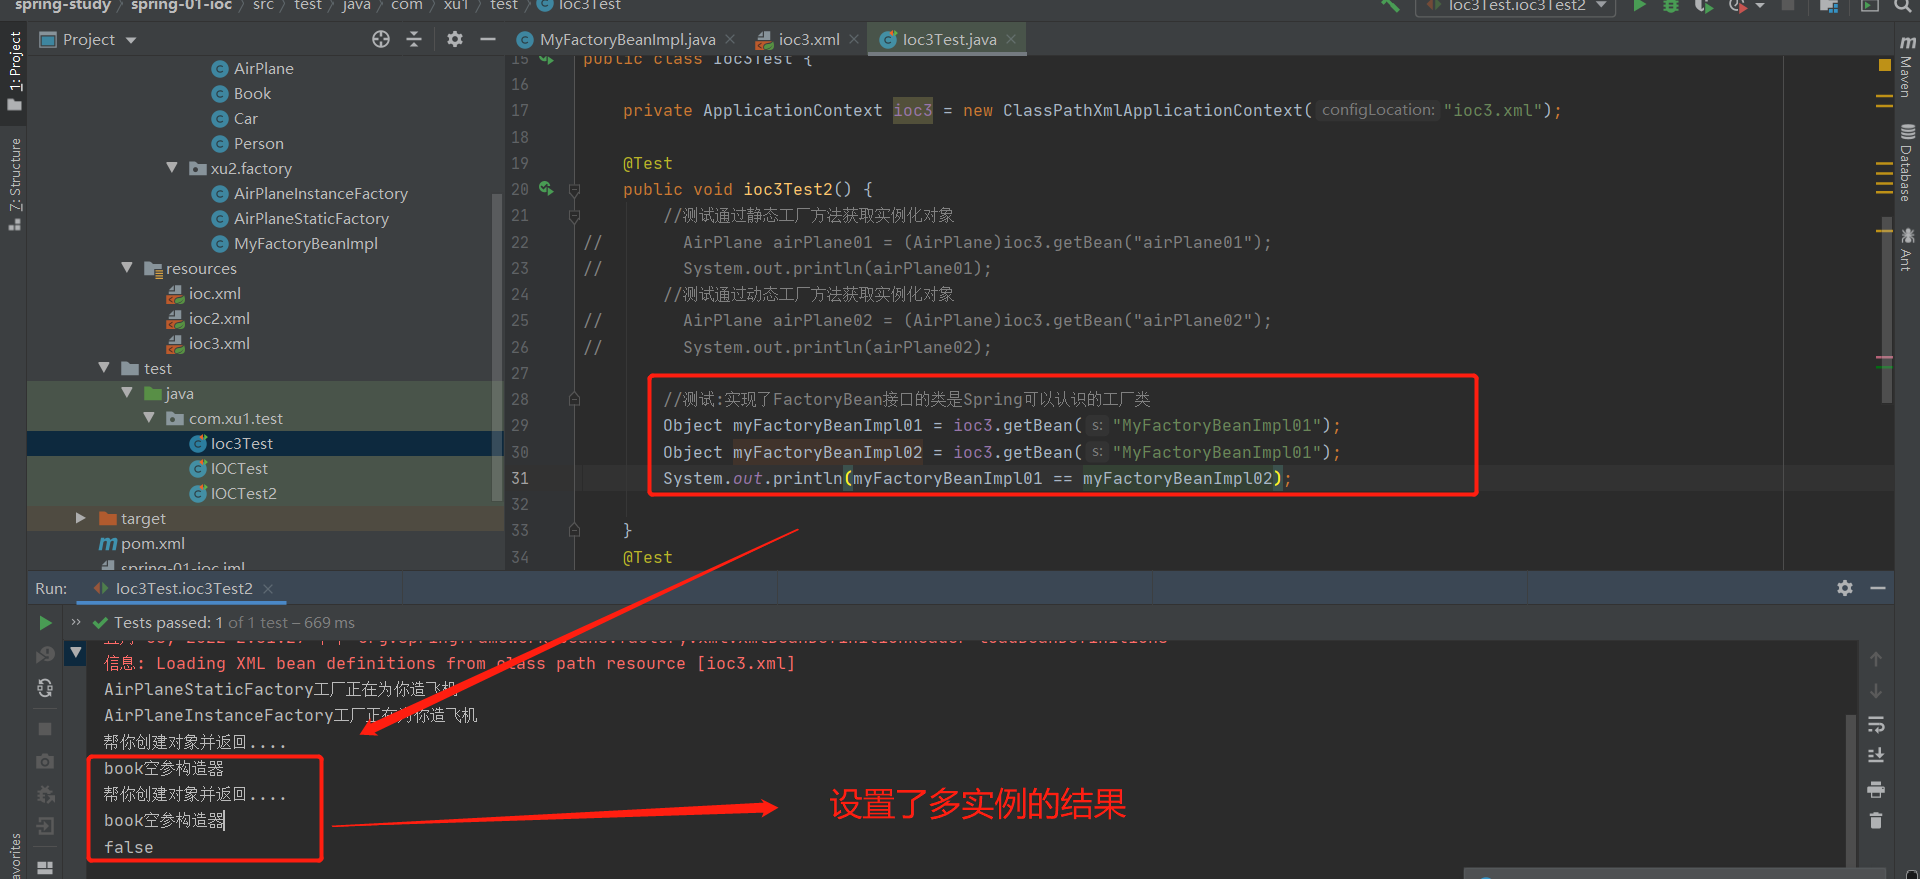 spring-study › spring-01-ioc › src › test › java › com › xu1 › test › Ioc3Test
Ioc3Test.ioc3Test2
1: Project
Z: Structure
avorites
Project
AirPlane
Book
Car
Person
xu2.factory
AirPlaneInstanceFactory
AirPlaneStaticFactory
MyFactoryBeanImpl
resources
ioc.xml
ioc2.xml
ioc3.xml
test
java
com.xu1.test
Ioc3Test
IOCTest
IOCTest2
target
pom.xml
spring-01-ioc.iml
MyFactoryBeanImpl.java
ioc3.xml
Ioc3Test.java
15 public class Ioc3Test {
16
17 private ApplicationContext ioc3 = new ClassPathXmlApplicationContext( configLocation: "ioc3.xml");
18
19 @Test
20 public void ioc3Test2() {
21 //测试通过静态工厂方法获取实例化对象
22 // AirPlane airPlane01 = (AirPlane)ioc3.getBean("airPlane01");
23 // System.out.println(airPlane01);
24 //测试通过动态工厂方法获取实例化对象
25 // AirPlane airPlane02 = (AirPlane)ioc3.getBean("airPlane02");
26 // System.out.println(airPlane02);
27
28 //测试:实现了FactoryBean接口的类是Spring可以认识的工厂类
29 Object myFactoryBeanImpl01 = ioc3.getBean( s: "MyFactoryBeanImpl01");
30 Object myFactoryBeanImpl02 = ioc3.getBean( s: "MyFactoryBeanImpl01");
31 System.out.println(myFactoryBeanImpl01 == myFactoryBeanImpl02);
32
33 }
34 @Test
Maven
Database
Ant
Run: Ioc3Test.ioc3Test2
Tests passed: 1 of 1 test – 669 ms
信息: Loading XML bean definitions from class path resource [ioc3.xml]
AirPlaneStaticFactory工厂正在为你造飞机
AirPlaneInstanceFactory工厂正在为你造飞机
帮你创建对象并返回....
book空参构造器
帮你创建对象并返回....
book空参构造器
false
设置了多实例的结果